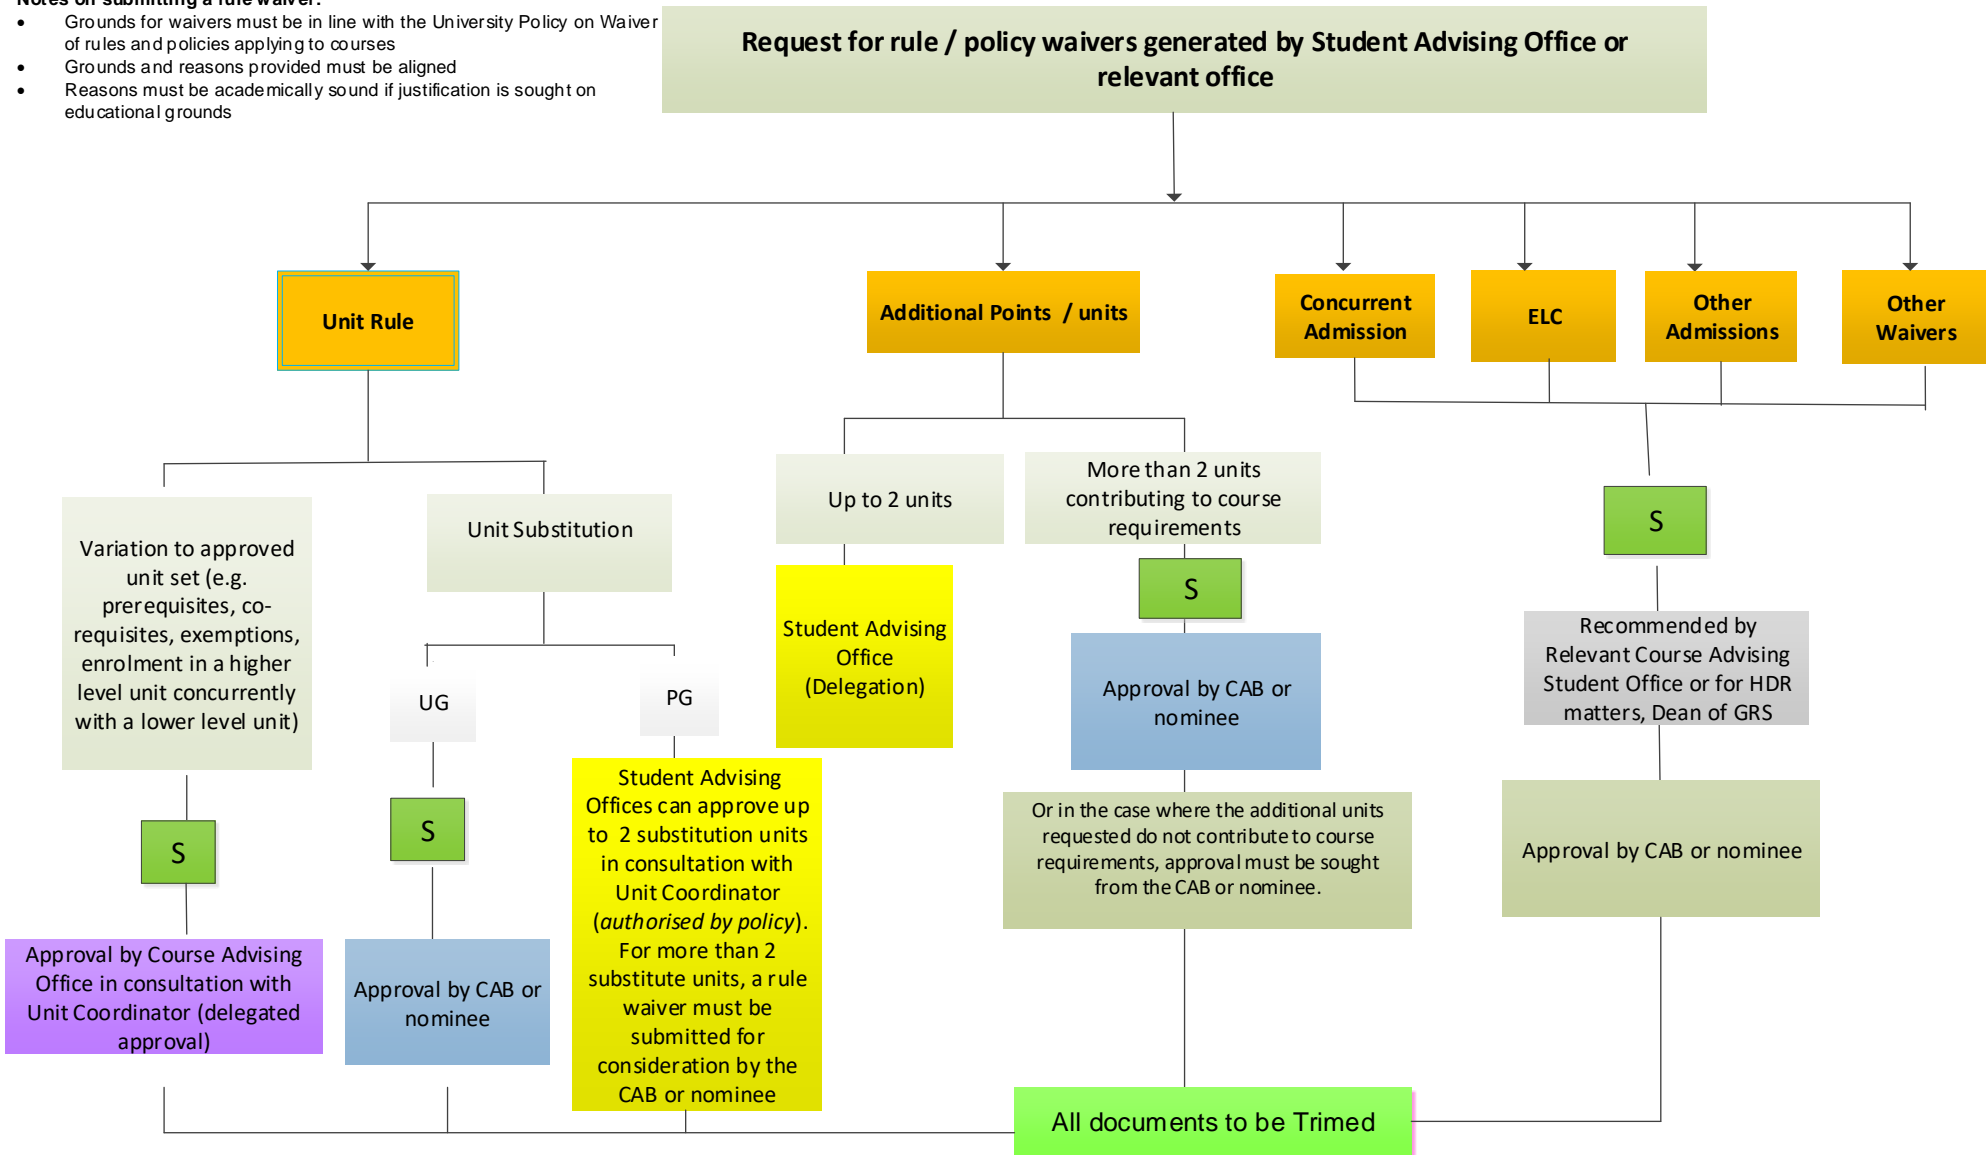 Notes on submitting a rule waiver:
• Grounds for waivers must be in line with the University Policy on Waiver
of rules and policies applying to courses
• Grounds and reasons provided must be aligned
• Reasons must be academically sound if justification is sought on
educational grounds
Request for rule / policy waivers generated by Student Advising Office or
relevant office
Unit Rule
Additional Points / units
Concurrent
Admission
ELC
Other
Admissions
Other
Waivers
Variation to approved
unit set (e.g.
prerequisites, co-
requisites, exemptions,
enrolment in a higher
level unit concurrently
with a lower level unit)
S
Approval by Course Advising
Office in consultation with
Unit Coordinator (delegated
approval)
Unit Substitution
UG
S
Approval by CAB or
nominee
PG
Student Advising
Offices can approve up
to 2 substitution units
in consultation with
Unit Coordinator
(authorised by policy).
For more than 2
substitute units, a rule
waiver must be
submitted for
consideration by the
CAB or nominee
Up to 2 units
Student Advising
Office
(Delegation)
More than 2 units
contributing to course
requirements
S
Approval by CAB or
nominee
Or in the case where the additional units
requested do not contribute to course
requirements, approval must be sought
from the CAB or nominee.
S
Recommended by
Relevant Course Advising
Student Office or for HDR
matters, Dean of GRS
Approval by CAB or nominee
All documents to be Trimed